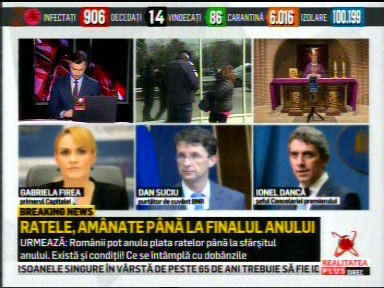 INFECTAȚI 906 DECEDAȚI 14 VINDECAȚI 86 CARANTINĂ 6.016 IZOLARE 100.199
GABRIELA FIREA
primarul Capitalei
DAN SUCIU
purtător de cuvânt BNR
IONEL DANCĂ
șeful Cancelariei premierului
BREAKING NEWS
RATELE, AMÂNATE PÂNĂ LA FINALUL ANULUI
URMEAZĂ: Românii pot anula plata ratelor până la sfârșitul
anului. Există și condiții! Ce se întâmplă cu dobânzile
REALITATEA
PLUS DIREC
RSOANELE SINGURE ÎN VÂRSTĂ DE PESTE 65 DE ANI TREBUIE SĂ FIE ID